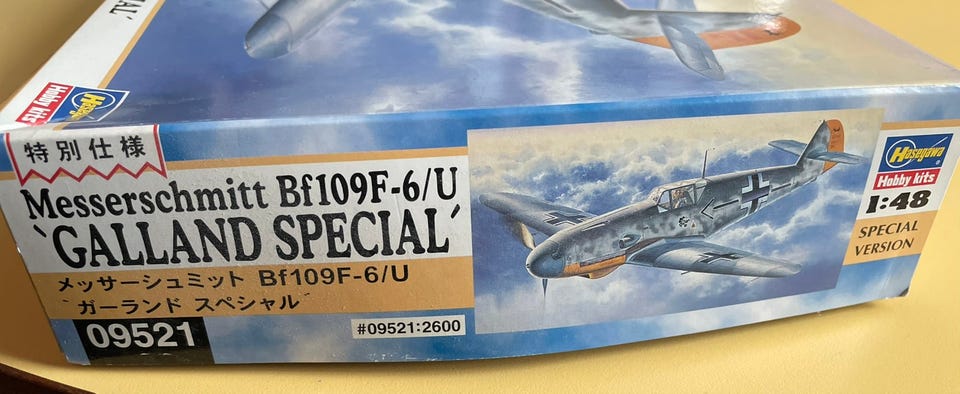 Hasegawa
Hobby kits
特別仕様
Messerschmitt Bf109F-6/U
`GALLAND SPECIAL´
メッサーシュミット Bf109F-6/U
`ガーランド スペシャル´
09521
#09521:2600
Hasegawa
Hobby kits
1:48
SPECIAL
VERSION